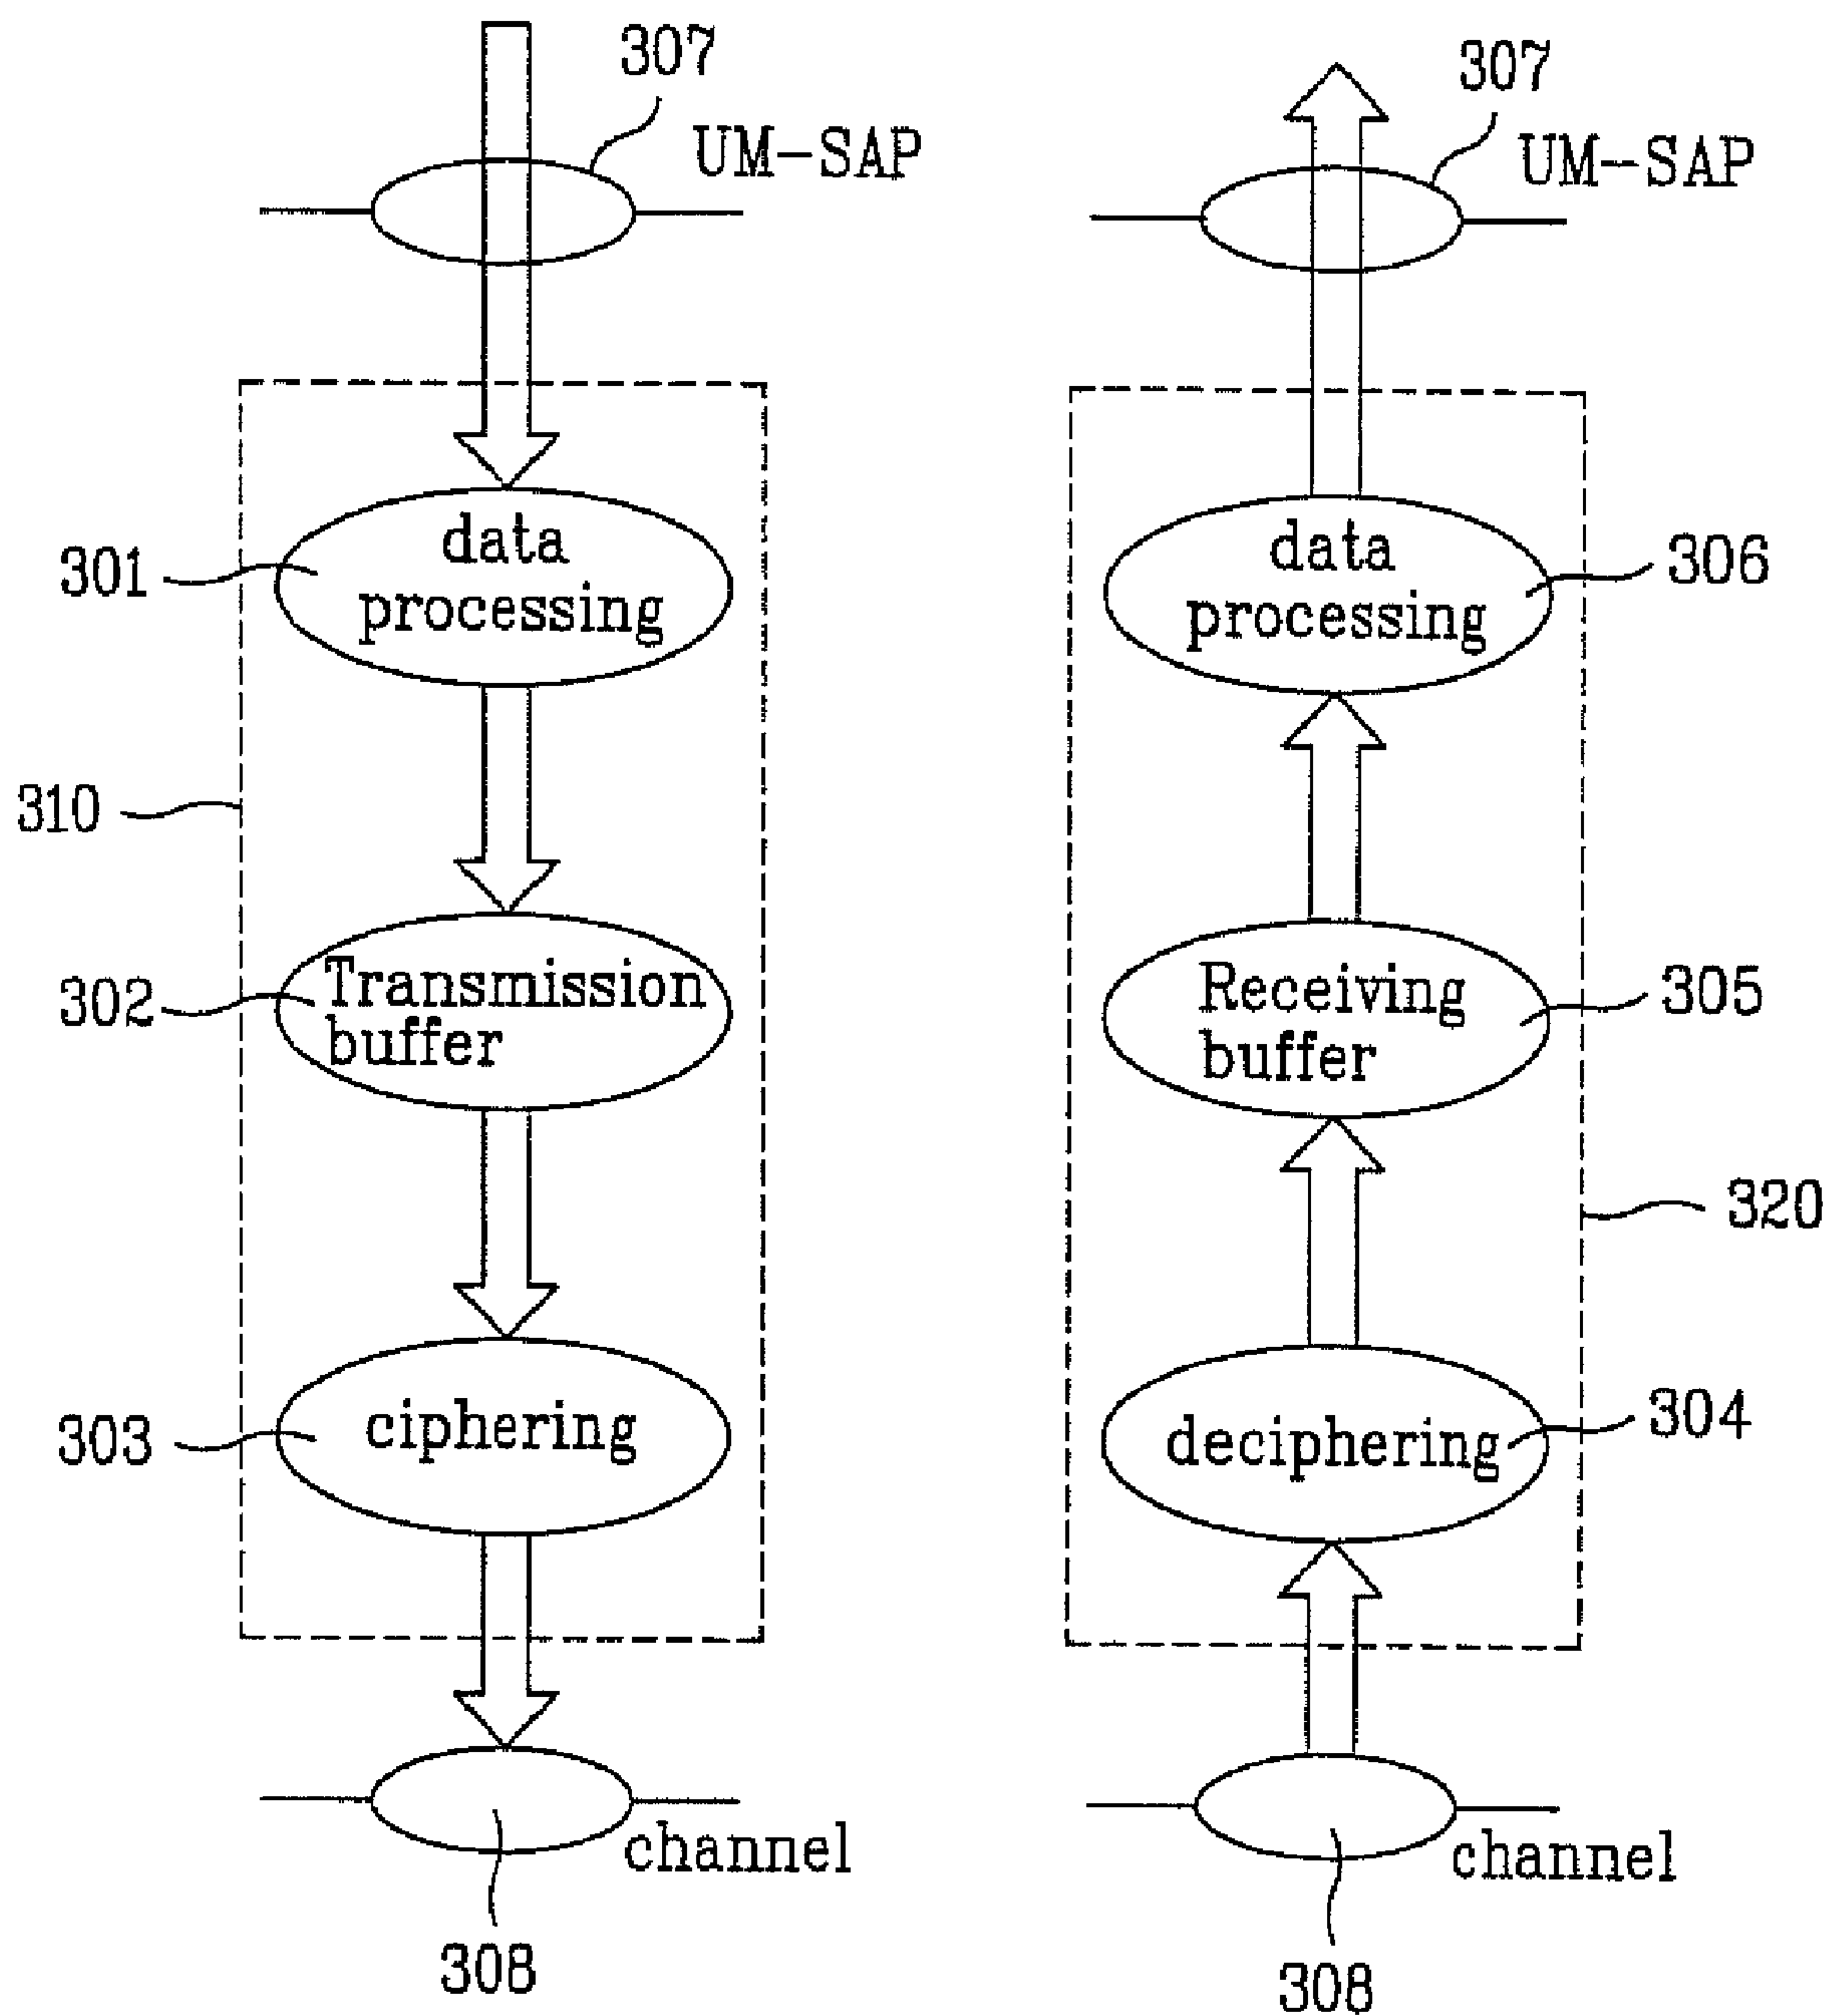 307
UM-SAP
301
data
processing
310
302
Transmission
buffer
303
ciphering
channel
308
307
UM-SAP
data
processing
306
Receiving
buffer
305
320
deciphering
304
channel
308